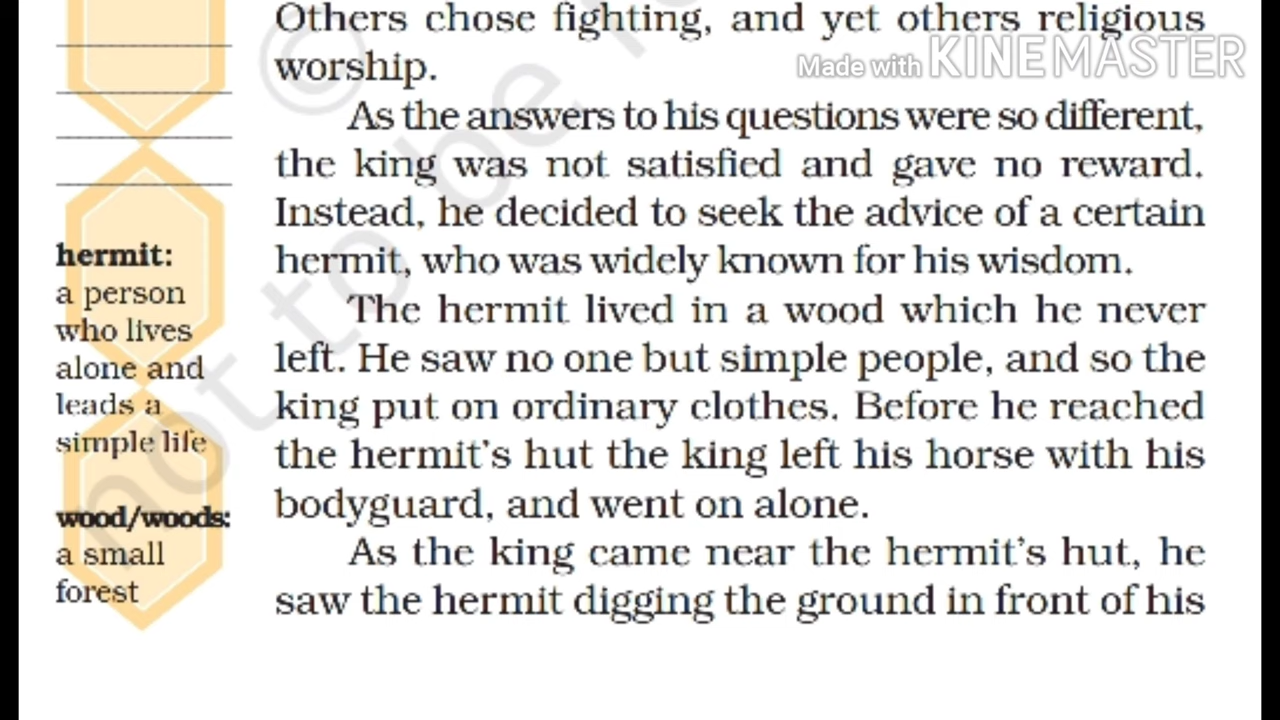 Others chose fighting, and yet others religious
worship.
Made with KINEMASTER
As the answers to his questions were so different,
the king was not satisfied and gave no reward.
Instead, he decided to seek the advice of a certain
hermit, who was widely known for his wisdom.
The hermit lived in a wood which he never
left. He saw no one but simple people, and so the
king put on ordinary clothes. Before he reached
the hermit's hut the king left his horse with his
bodyguard, and went on alone.
As the king came near the hermit's hut, he
saw the hermit digging the ground in front of his
hermit:
a person
who lives
alone and
leads a
simple life
wood/woods:
a small
forest
© not to be